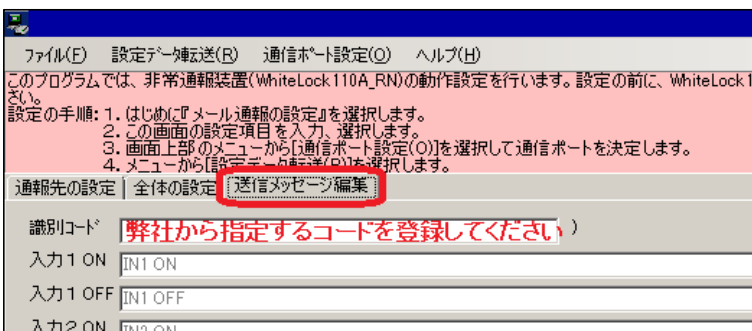 ファイル(F) 設定データ転送(R) 通信ポート設定(O) ヘルプ(H)
このプログラムでは、非常通報装置(WhiteLock110A_RN)の動作設定を行います。設定の前に、WhiteLock1
さい。
設定の手順: 1. はじめに『メール通報の設定』を選択します。
2. この画面の設定項目を入力、選択します。
3. 画面上部のメニューから[通信ポート設定(O)]を選択して通信ポートを決定します。
4. メニューから[設定データ転送(R)]を選択します。
通報先の設定 全体の設定 送信メッセージ編集
識別コード 弊社から指定するコードを登録してください )
入力1 ON IN1 ON
入力1 OFF IN1 OFF
入力2 ON IN2 ON